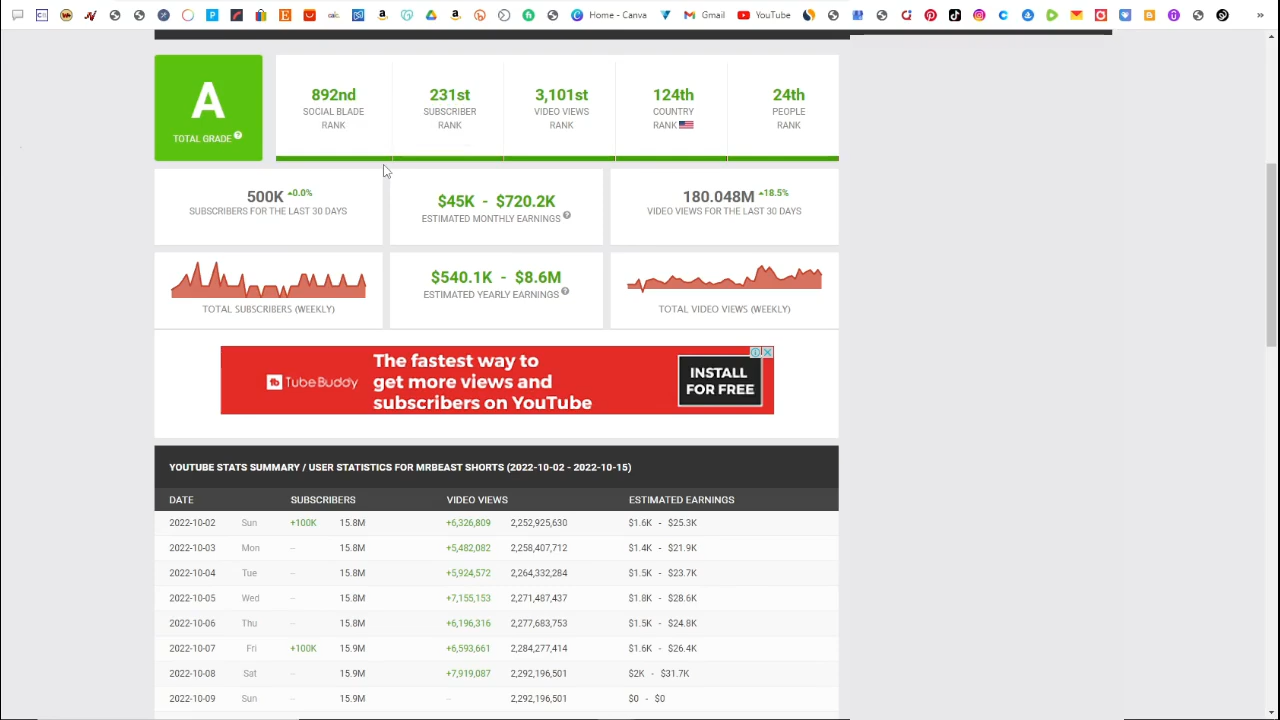 Home - Canva Gmail YouTube »
A
TOTAL GRADE ?
892nd 231st 3,101st 124th 24th
SOCIAL BLADE SUBSCRIBER VIDEO VIEWS COUNTRY PEOPLE
RANK RANK RANK RANK RANK
500K 0.0% $45K - $720.2K 180.048M 18.5%
SUBSCRIBERS FOR THE LAST 30 DAYS ESTIMATED MONTHLY EARNINGS ? VIDEO VIEWS FOR THE LAST 30 DAYS
$540.1K - $8.6M
TOTAL SUBSCRIBERS (WEEKLY) ESTIMATED YEARLY EARNINGS ? TOTAL VIDEO VIEWS (WEEKLY)
TubeBuddy
The fastest way to
get more views and
subscribers on YouTube
INSTALL
FOR FREE
YOUTUBE STATS SUMMARY / USER STATISTICS FOR MRBEAST SHORTS (2022-10-02 - 2022-10-15)
DATE SUBSCRIBERS VIDEO VIEWS ESTIMATED EARNINGS
2022-10-02 Sun +100K 15.8M +6,326,809 2,252,925,630 $1.6K - $25.3K
2022-10-03 Mon -- 15.8M +5,482,082 2,258,407,712 $1.4K - $21.9K
2022-10-04 Tue -- 15.8M +5,924,572 2,264,332,284 $1.5K - $23.7K
2022-10-05 Wed -- 15.8M +7,155,153 2,271,487,437 $1.8K - $28.6K
2022-10-06 Thu -- 15.8M +6,196,316 2,277,683,753 $1.5K - $24.8K
2022-10-07 Fri +100K 15.9M +6,593,661 2,284,277,414 $1.6K - $26.4K
2022-10-08 Sat -- 15.9M +7,919,087 2,292,196,501 $2K - $31.7K
2022-10-09 Sun -- 15.9M -- 2,292,196,501 $0 - $0